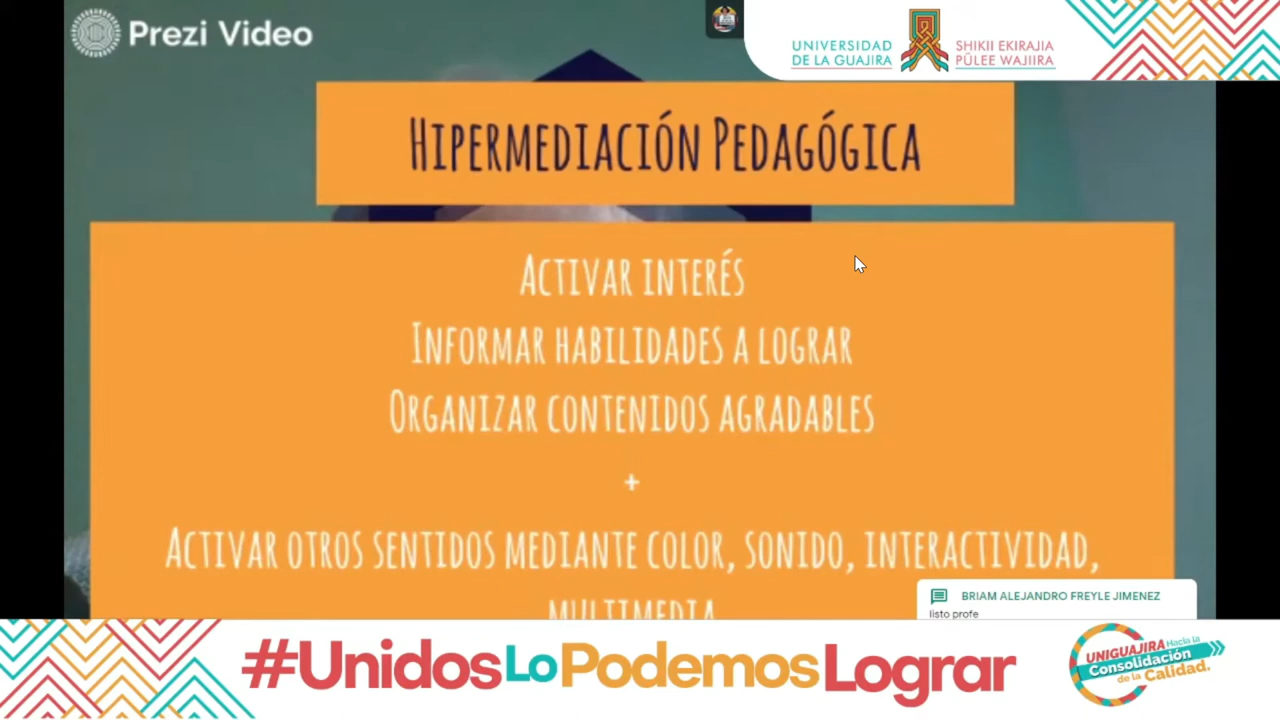 Prezi Video
UNIVERSIDAD
DE LA GUAJIRA
SHIKII EKIRAJIA
PÜLEE WAJIIRA
HIPERMEDIACIÓN PEDAGÓGICA
ACTIVAR INTERÉS
INFORMAR HABILIDADES A LOGRAR
ORGANIZAR CONTENIDOS AGRADABLES
+
ACTIVAR OTROS SENTIDOS MEDIANTE COLOR, SONIDO, INTERACTIVIDAD,
MULTIMEDIA
BRIAM ALEJANDRO FREYLE JIMENEZ
listo profe
#UnidosLoPodemosLograr
UNIGUAJIRA Hacia la
Consolidación
de la Calidad.